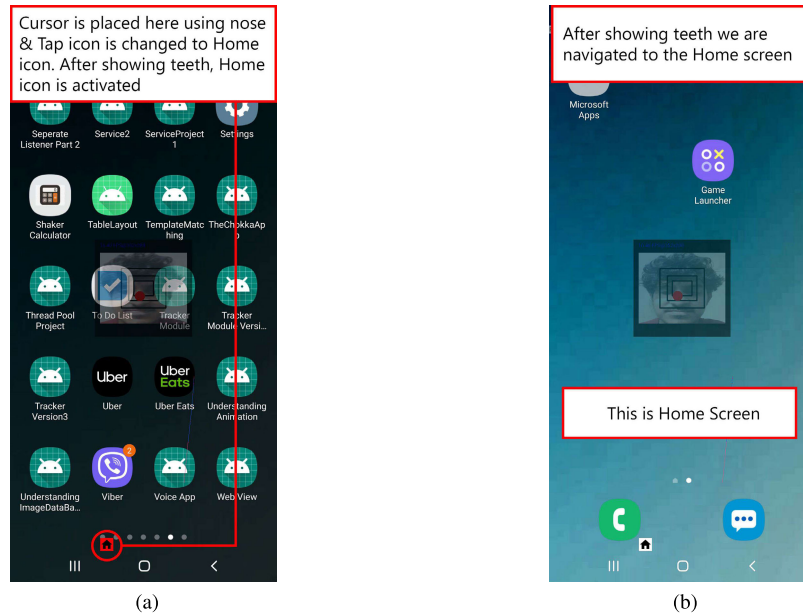 Cursor is placed here using nose
& Tap icon is changed to Home
icon. After showing teeth, Home
icon is activated
Seperate
Listener Part 2
Service2
ServiceProject
1
Settings
Shaker
Calculator
TableLayout
TemplateMatc
hing
TheChokkaAp
p
Thread Pool
Project
To Do List
Tracker
Module
Tracker
Module Versi...
Tracker
Version3
Uber
Uber
Uber
Eats
Uber Eats
Understanding
Animation
Understanding
ImageDataBa...
2
Viber
Voice App
Web View
(a)
After showing teeth we are
navigated to the Home screen
Microsoft
Apps
Game
Launcher
This is Home Screen
(b)